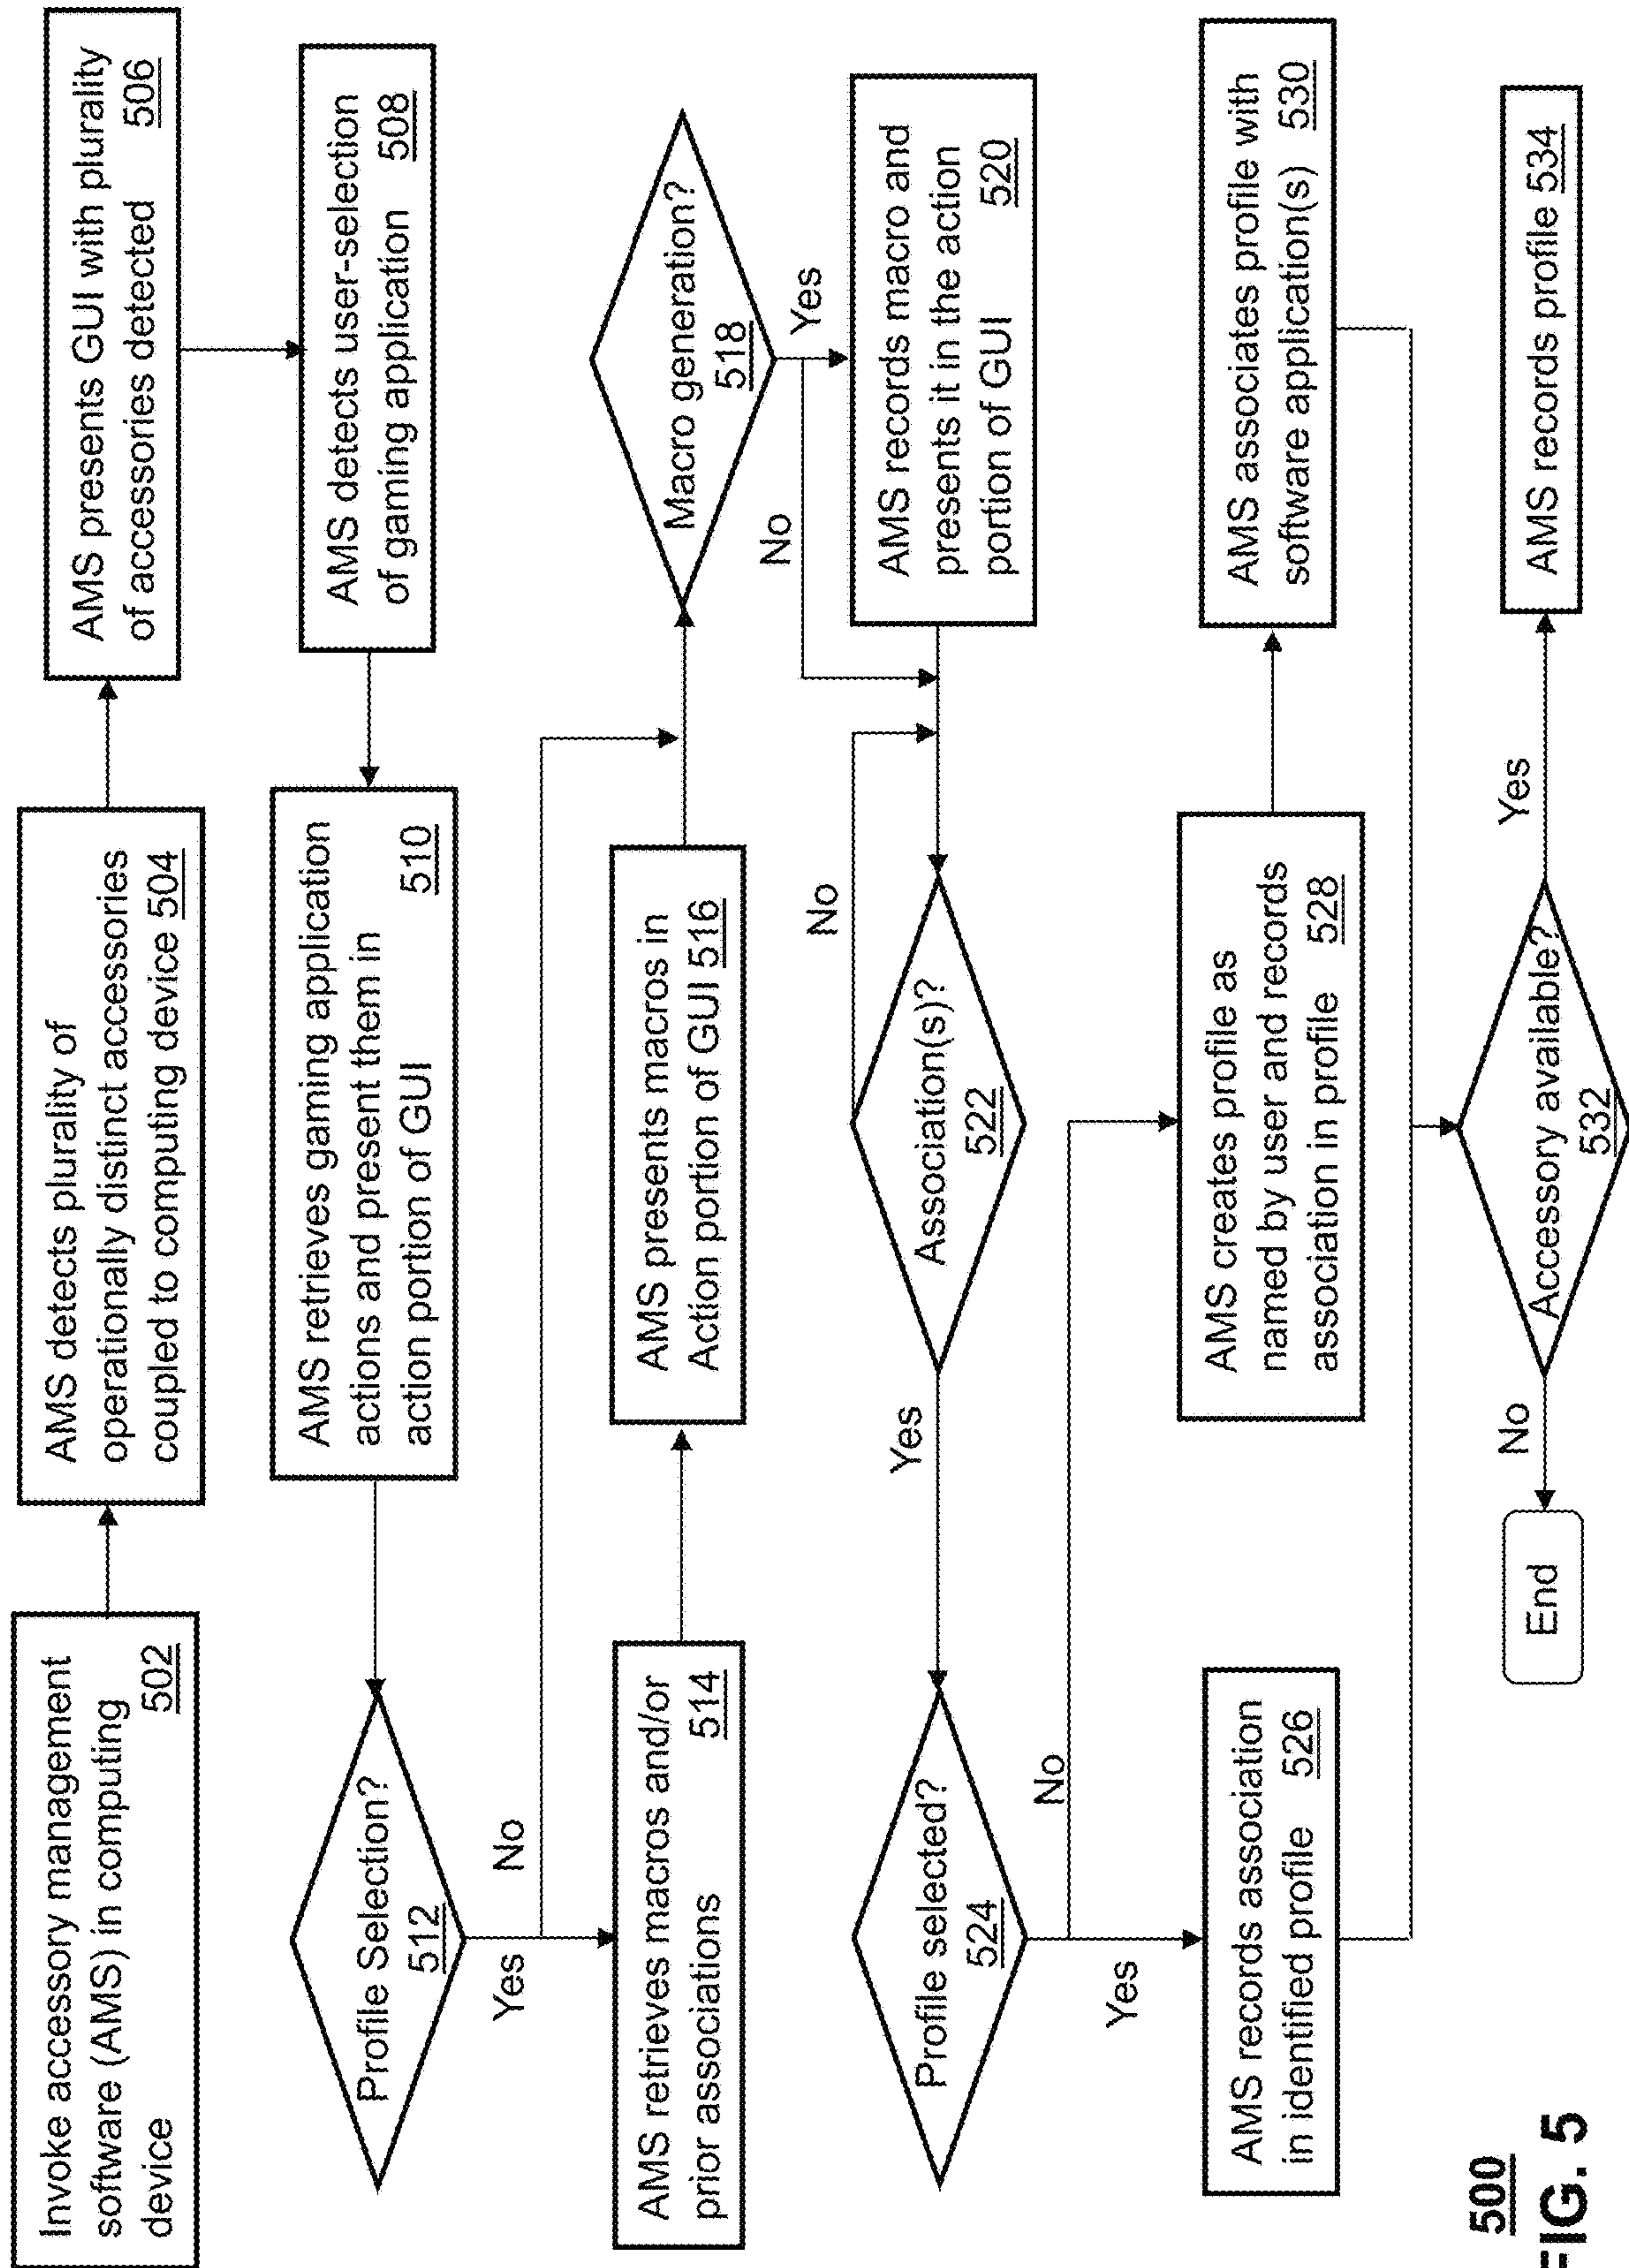 Invoke accessory management
software (AMS) in computing
device 502
AMS detects plurality of
operationally distinct accessories
coupled to computing device 504
AMS presents GUI with plurality
of accessories detected 506
AMS detects user-selection
of gaming application 508
AMS retrieves gaming application
actions and present them in
action portion of GUI 510
Profile Selection?
512
Yes
No
AMS retrieves macros and/or
prior associations 514
AMS presents macros in
Action portion of GUI 516
Macro generation?
518
No
Yes
AMS records macro and
presents it in the action
portion of GUI 520
Association(s)?
522
No
Yes
Profile selected?
524
Yes
No
AMS records association
in identified profile 526
AMS creates profile as
named by user and records
association in profile 528
AMS associates profile with
software application(s) 530
Accessory available?
532
No
Yes
End
AMS records profile 534
500
FIG. 5